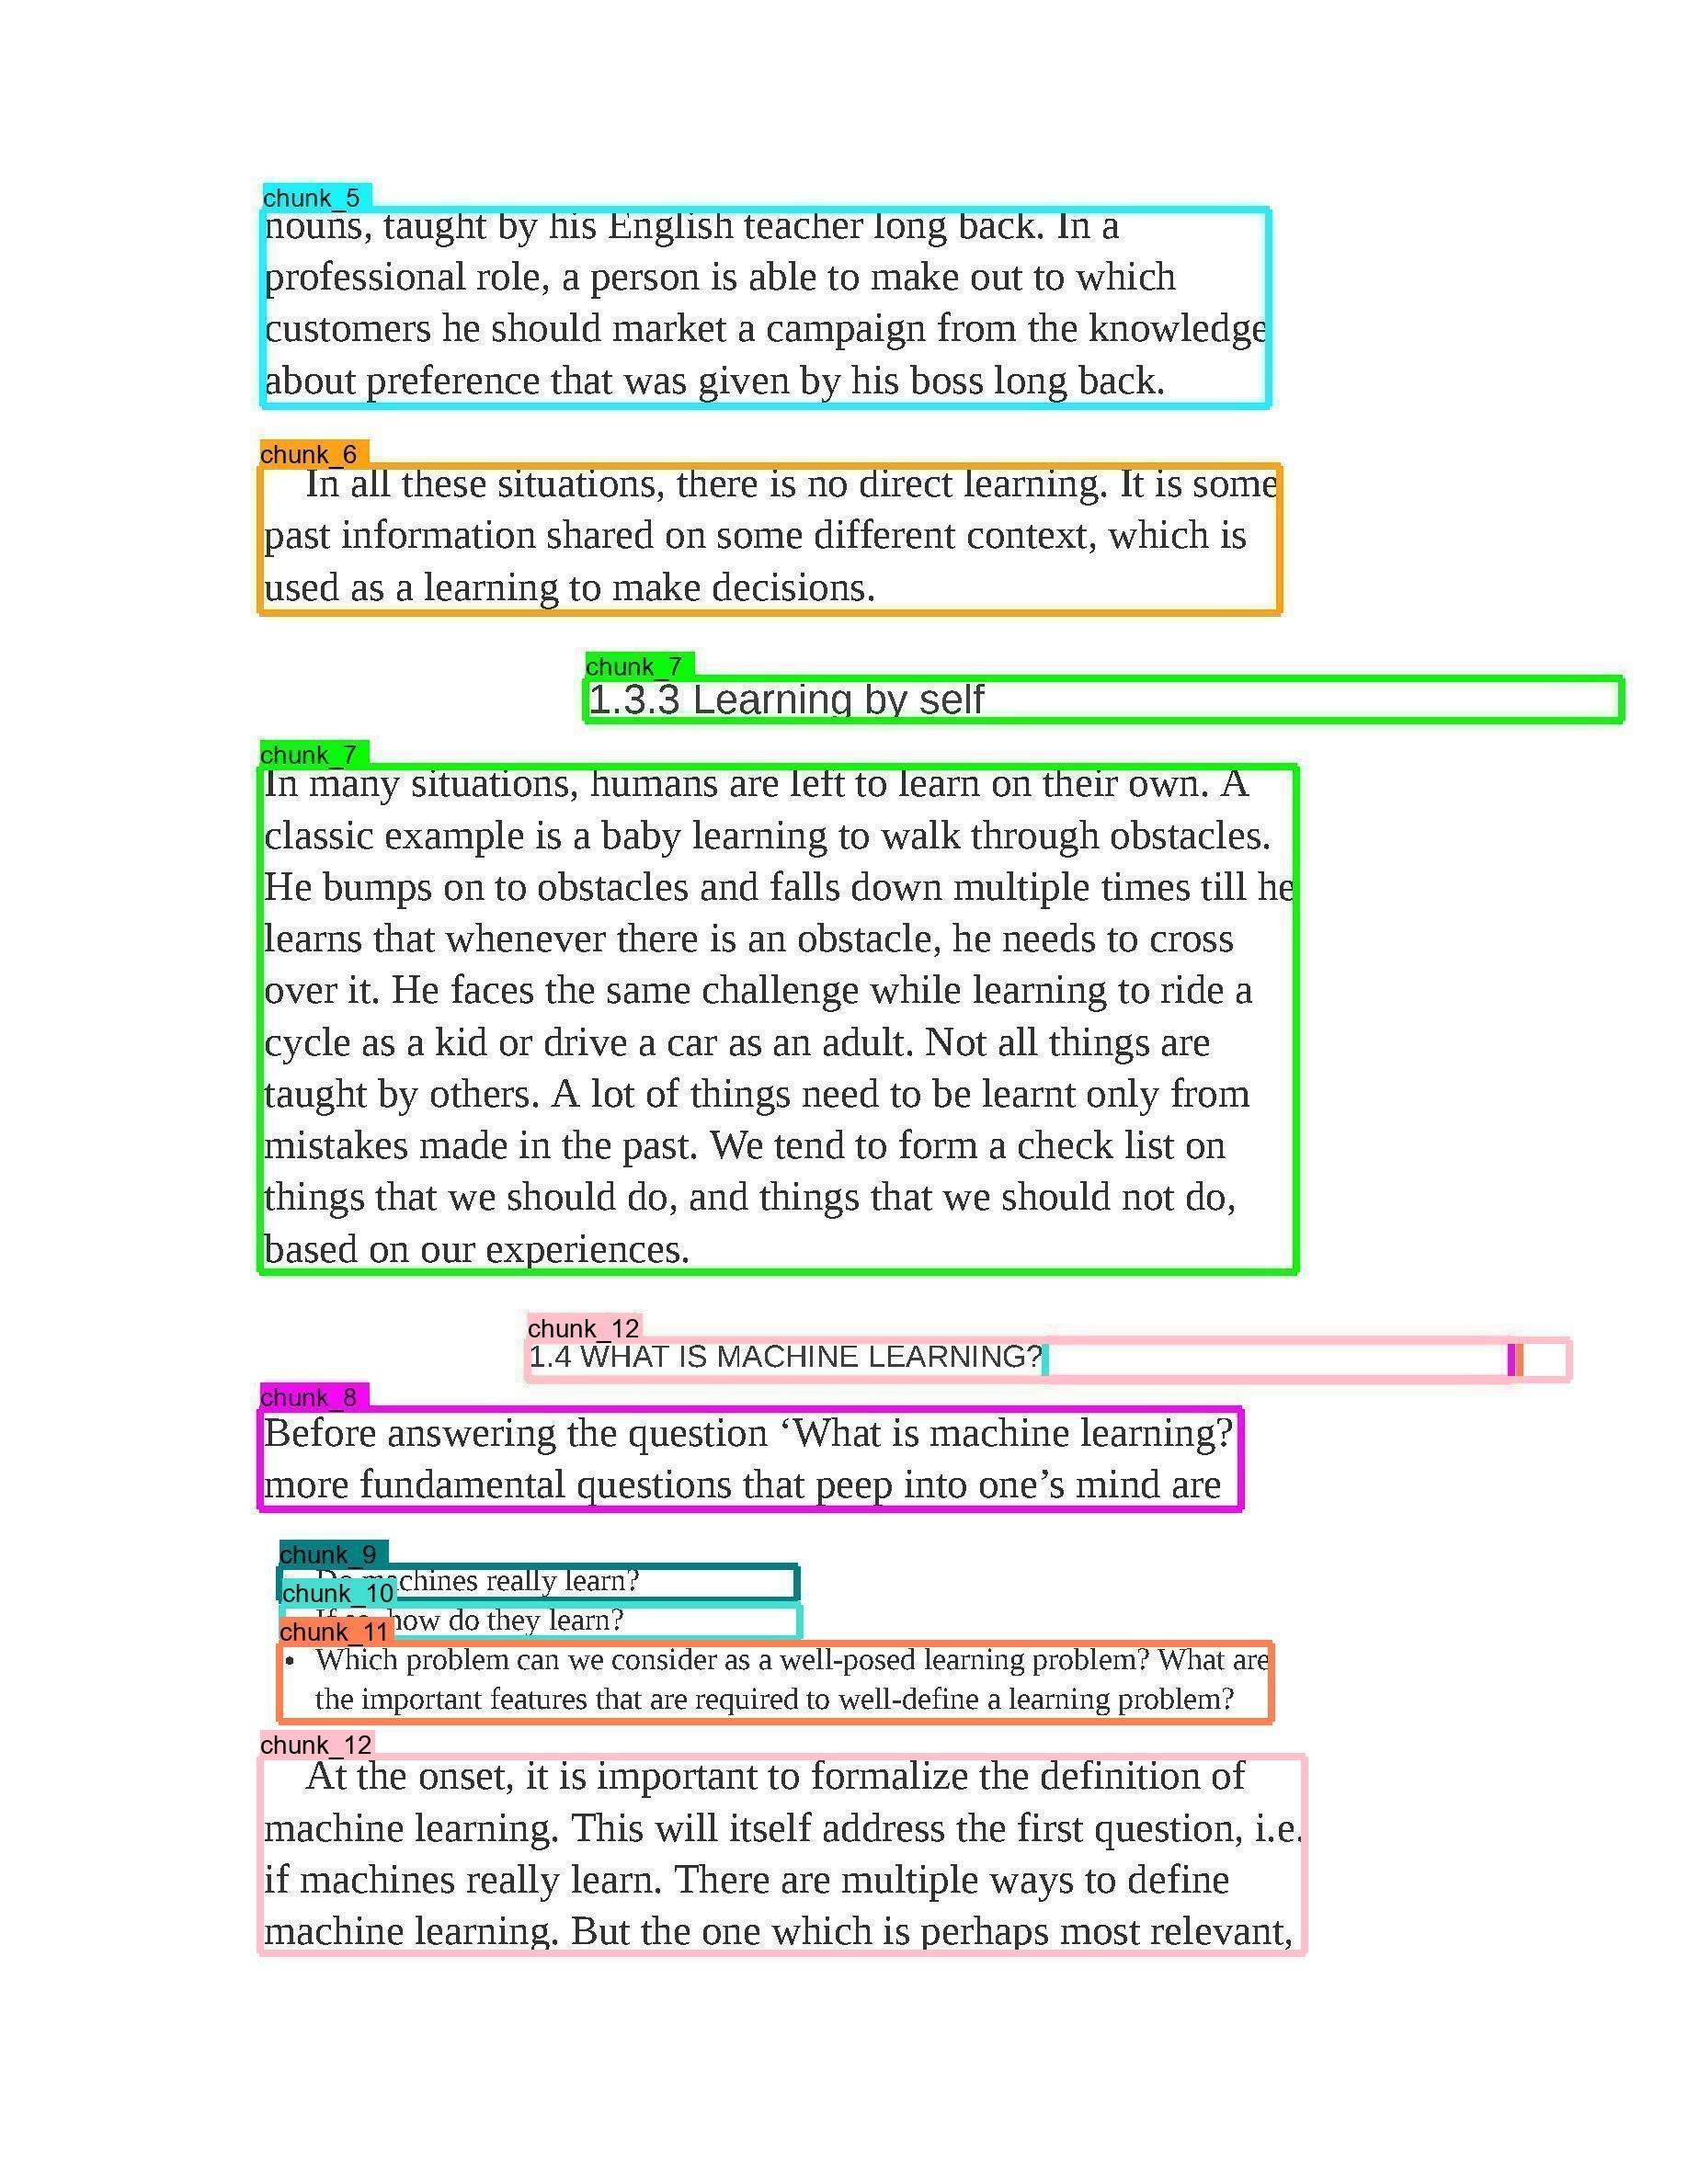 chunk_5
nouns, taught by his English teacher long back. In a
professional role, a person is able to make out to which
customers he should market a campaign from the knowledge
about preference that was given by his boss long back.
chunk_6
In all these situations, there is no direct learning. It is some
past information shared on some different context, which is
used as a learning to make decisions.
chunk_7
1.3.3 Learning by self
chunk_7
In many situations, humans are left to learn on their own. A
classic example is a baby learning to walk through obstacles.
He bumps on to obstacles and falls down multiple times till he
learns that whenever there is an obstacle, he needs to cross
over it. He faces the same challenge while learning to ride a
cycle as a kid or drive a car as an adult. Not all things are
taught by others. A lot of things need to be learnt only from
mistakes made in the past. We tend to form a check list on
things that we should do, and things that we should not do,
based on our experiences.
chunk_12
1.4 WHAT IS MACHINE LEARNING?
chunk_8
Before answering the question ‘What is machine learning?
more fundamental questions that peep into one’s mind are
chunk_9
Do machines really learn?
chunk_10
how do they learn?
chunk_11
• Which problem can we consider as a well-posed learning problem? What are
the important features that are required to well-define a learning problem?
chunk_12
At the onset, it is important to formalize the definition of
machine learning. This will itself address the first question, i.e.
if machines really learn. There are multiple ways to define
machine learning. But the one which is perhaps most relevant,